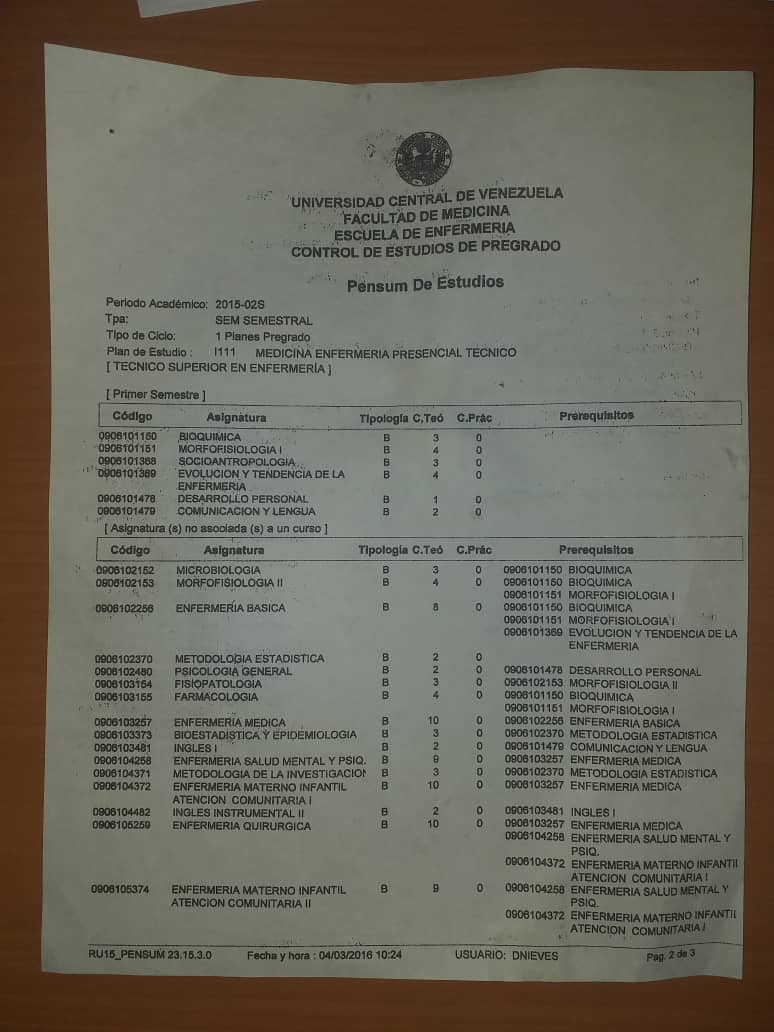 UNIVERSIDAD CENTRAL DE VENEZUELA
FACULTAD DE MEDICINA
ESCUELA DE ENFERMERIA
CONTROL DE ESTUDIOS DE PREGRADO
Pensum De Estudios
Periodo Académico: 2015-02S
Tpa: SEM SEMESTRAL
Tipo de Ciclo: 1 Planes Pregrado
Plan de Estudio : I111 MEDICINA ENFERMERIA PRESENCIAL TECNICO
[ TECNICO SUPERIOR EN ENFERMERÍA ]
[ Primer Semestre ]
Código Asignatura Tipología C.Teó C.Prác Prerequisitos
0906101150 BIOQUIMICA B 3 0
0906101151 MORFOFISIOLOGIA I B 4 0
0906101368 SOCIOANTROPOLOGIA B 3 0
0906101369 EVOLUCION Y TENDENCIA DE LA B 4 0
ENFERMERIA
0906101478 DESARROLLO PERSONAL B 1 0
0906101479 COMUNICACION Y LENGUA B 2 0
[ Asignatura (s) no asociada (s) a un curso ]
Código Asignatura Tipología C.Teó C.Prác Prerequisitos
0906102152 MICROBIOLOGIA B 3 0 0906101150 BIOQUIMICA
0906102153 MORFOFISIOLOGIA II B 4 0 0906101150 BIOQUIMICA
0906101151 MORFOFISIOLOGIA I
0906102256 ENFERMERIA BASICA B 8 0 0906101150 BIOQUIMICA
0906101151 MORFOFISIOLOGIA I
0906101369 EVOLUCION Y TENDENCIA DE LA
ENFERMERIA
0906102370 METODOLOGIA ESTADISTICA B 2 0
0906102480 PSICOLOGIA GENERAL B 2 0 0906101478 DESARROLLO PERSONAL
0906103154 FISIOPATOLOGIA B 3 0 0906102153 MORFOFISIOLOGIA II
0906103155 FARMACOLOGIA B 4 0 0906101150 BIOQUIMICA
0906101151 MORFOFISIOLOGIA I
0906103257 ENFERMERIA MEDICA B 10 0 0906102256 ENFERMERIA BASICA
0906103373 BIOESTADISTICA Y EPIDEMIOLOGIA B 3 0 0906102370 METODOLOGIA ESTADISTICA
0906103481 INGLES I B 2 0 0906101479 COMUNICACION Y LENGUA
0906104258 ENFERMERIA SALUD MENTAL Y PSIQ. B 9 0 0906103257 ENFERMERIA MEDICA
0906104371 METODOLOGIA DE LA INVESTIGACION B 3 0 0906102370 METODOLOGIA ESTADISTICA
0906104372 ENFERMERIA MATERNO INFANTIL B 10 0 0906103257 ENFERMERIA MEDICA
ATENCION COMUNITARIA I
0906104482 INGLES INSTRUMENTAL II B 2 0 0906103481 INGLES I
0906105259 ENFERMERIA QUIRURGICA B 10 0 0906103257 ENFERMERIA MEDICA
0906104258 ENFERMERIA SALUD MENTAL Y
PSIQ.
0906104372 ENFERMERIA MATERNO INFANTIL
ATENCION COMUNITARIA I
0906105374 ENFERMERIA MATERNO INFANTIL B 9 0 0906104258 ENFERMERIA SALUD MENTAL Y
ATENCION COMUNITARIA II PSIQ.
0906104372 ENFERMERIA MATERNO INFANTIL
ATENCION COMUNITARIA I
RU15_PENSUM 23.15.3.0 Fecha y hora : 04/03/2016 10:24 USUARIO: DNIEVES Pag. 2 de 3